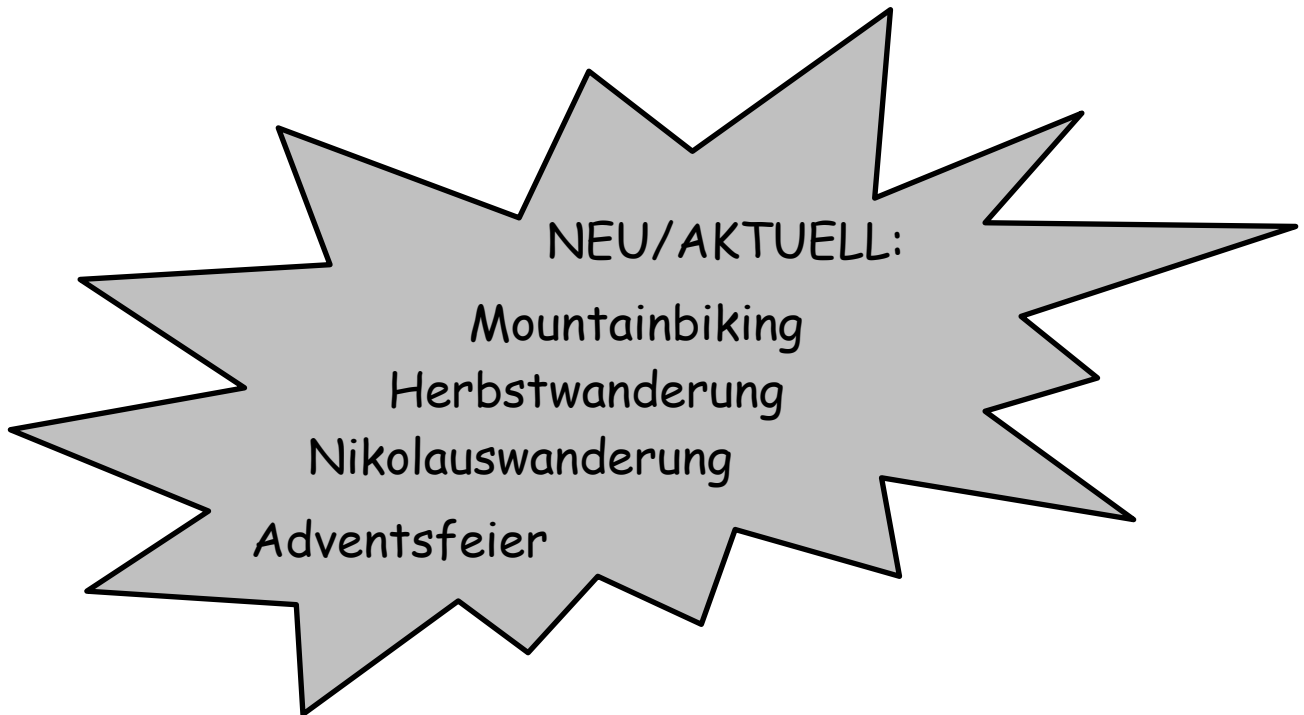 NEU/AKTUELL:
Mountainbiking
Herbstwanderung
Nikolauswanderung
Adventsfeier